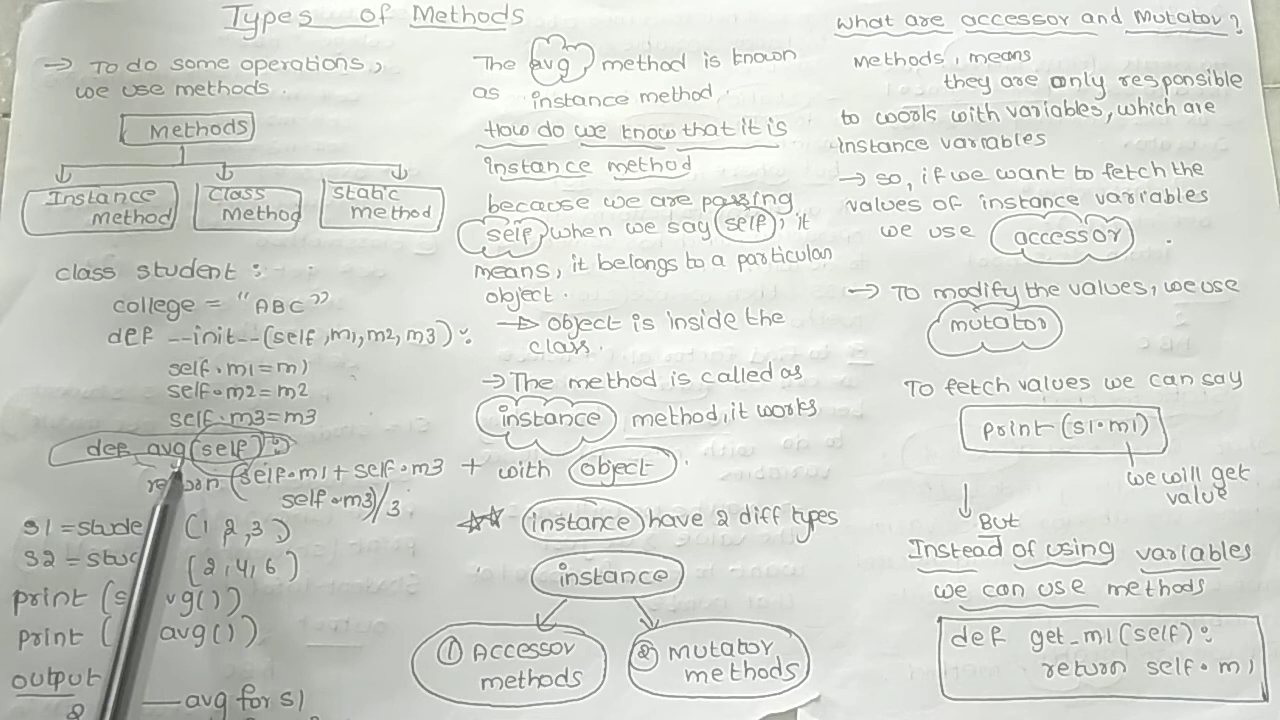 Types of Methods
→ To do some operations,
we use methods.
Methods
Instance method
Class Method
Static method
class student :
college = "ABC"
def __init__(self, m1, m2, m3):
self.m1=m1
self.m2=m2
self.m3=m3
def avg(self):
return (self.m1 + self.m3 +
self.m3)/3
s1 = (1, 2, 3)
s2 = (2, 4, 6)
print (s vg())
print ( avg())
output
2 — avg for s1
The avg method is known
as instance method.
How do we know that it is
instance method
because we are passing
self, when we say self, it
means, it belongs to a particular
object.
→ object is inside the
class.
→ The method is called as
instance method, it works
with object.
☆☆ instance have 2 diff types
instance
① Accessor methods
② Mutator methods
What are accessor and Mutator?
Methods, means
they are only responsible
to work with variables, which are
instance variables
→ so, if we want to fetch the
values of instance variables
we use accessor.
→ To modify the values, we use
mutator
To fetch values we can say
print (s1.m1)
we will get
value
↓ But
Instead of using variables
we can use methods
def get_m1(self):
return self.m1